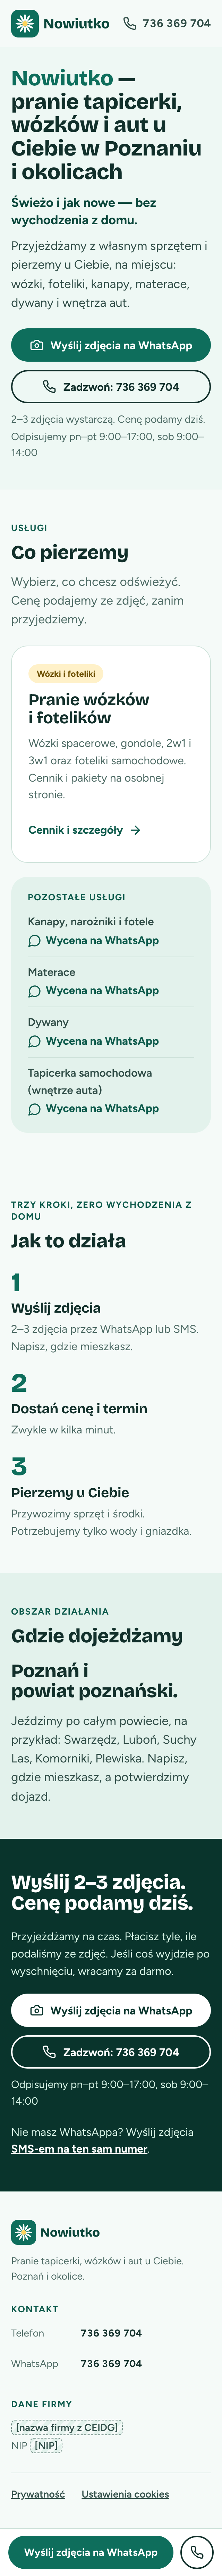 Nowiutko 736 369 704
Nowiutko —
pranie tapicerki,
wózków i aut u
Ciebie w Poznaniu
i okolicach
Świeżo i jak nowe — bez
wychodzenia z domu.
Przyjeżdżamy z własnym sprzętem i
pierzemy u Ciebie, na miejscu:
wózki, foteliki, kanapy, materace,
dywany i wnętrza aut.
Wyślij zdjęcia na WhatsApp
Zadzwoń: 736 369 704
2–3 zdjęcia wystarczą. Cenę podamy dziś.
Odpisujemy pn–pt 9:00–17:00, sob 9:00–
14:00
USŁUGI
Co pierzemy
Wybierz, co chcesz odświeżyć.
Cenę podajemy ze zdjęć, zanim
przyjedziemy.
Wózki i foteliki
Pranie wózków
i fotelików
Wózki spacerowe, gondole, 2w1 i
3w1 oraz foteliki samochodowe.
Cennik i pakiety na osobnej
stronie.
Cennik i szczegóły →
POZOSTAŁE USŁUGI
Kanapy, narożniki i fotele
Wycena na WhatsApp
Materace
Wycena na WhatsApp
Dywany
Wycena na WhatsApp
Tapicerka samochodowa
(wnętrze auta)
Wycena na WhatsApp
TRZY KROKI, ZERO WYCHODZENIA Z
DOMU
Jak to działa
1
Wyślij zdjęcia
2–3 zdjęcia przez WhatsApp lub SMS.
Napisz, gdzie mieszkasz.
2
Dostań cenę i termin
Zwykle w kilka minut.
3
Pierzemy u Ciebie
Przywozimy sprzęt i środki.
Potrzebujemy tylko wody i gniazdka.
OBSZAR DZIAŁANIA
Gdzie dojeżdżamy
Poznań i
powiat poznański.
Jeździmy po całym powiecie, na
przykład: Swarzędz, Luboń, Suchy
Las, Komorniki, Plewiska. Napisz,
gdzie mieszkasz, a potwierdzimy
dojazd.
Wyślij 2–3 zdjęcia.
Cenę podamy dziś.
Przyjeżdżamy na czas. Płacisz tyle, ile
podaliśmy ze zdjęć. Jeśli coś wyjdzie po
wyschnięciu, wracamy za darmo.
Wyślij zdjęcia na WhatsApp
Zadzwoń: 736 369 704
Odpisujemy pn–pt 9:00–17:00, sob 9:00–
14:00
Nie masz WhatsAppa? Wyślij zdjęcia
SMS-em na ten sam numer.
Nowiutko
Pranie tapicerki, wózków i aut u Ciebie.
Poznań i okolice.
KONTAKT
Telefon 736 369 704
WhatsApp 736 369 704
DANE FIRMY
[nazwa firmy z CEIDG]
NIP [NIP]
Prywatność Ustawienia cookies
Wyślij zdjęcia na WhatsApp